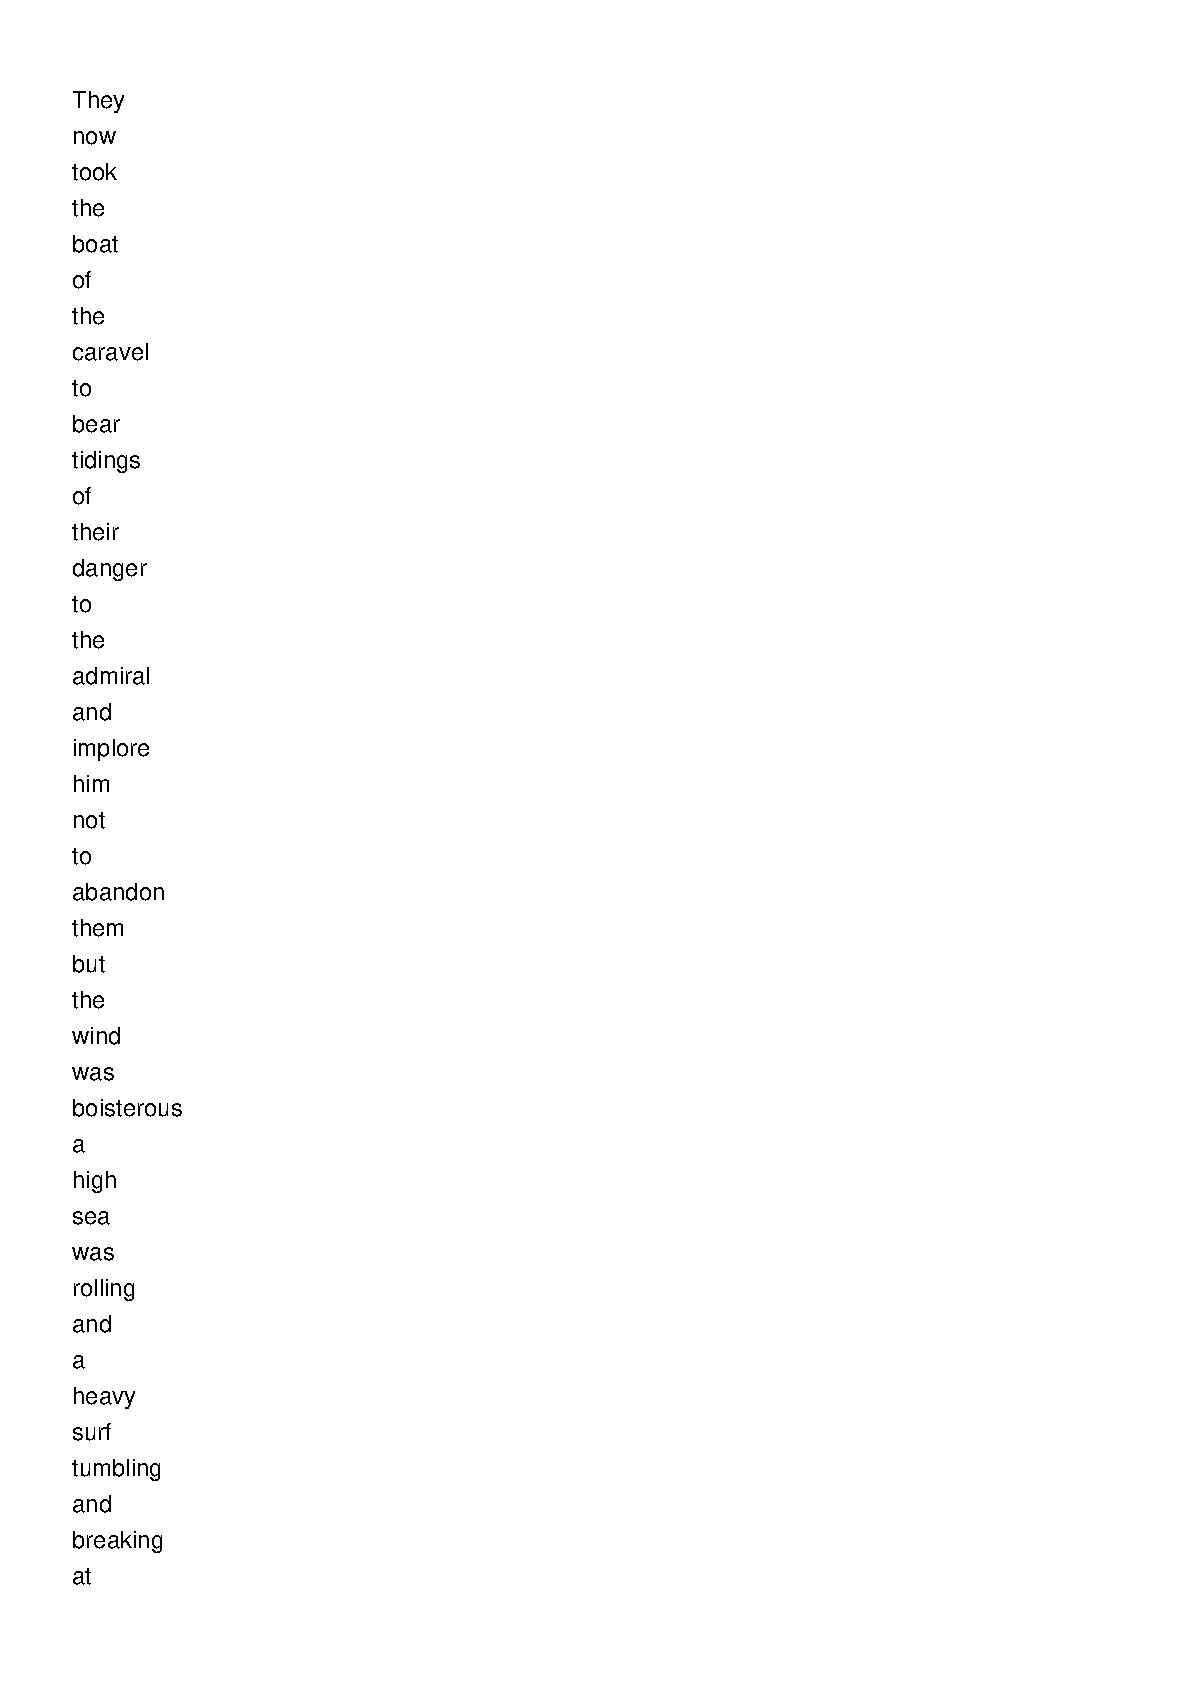 They
now
took
the
boat
of
the
caravel
to
bear
tidings
of
their
danger
to
the
admiral
and
implore
him
not
to
abandon
them
but
the
wind
was
boisterous
a
high
sea
was
rolling
and
a
heavy
surf
tumbling
and
breaking
at